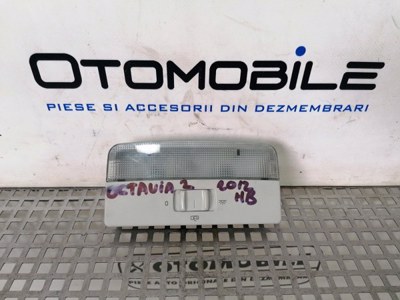 OTOMOBILE
PIESE SI ACCESORII DIN DEZMEMBRARI
OCTAVIA 2 2012
HB